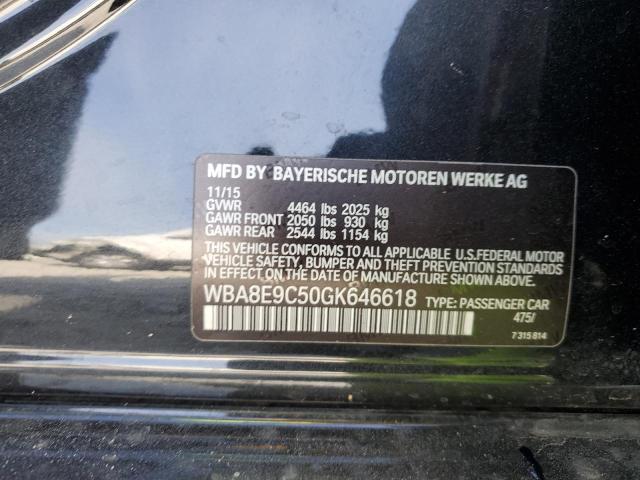 MFD BY BAYERISCHE MOTOREN WERKE AG
11/15
GVWR 4464 lbs 2025 kg
GAWR FRONT 2050 lbs 930 kg
GAWR REAR 2544 lbs 1154 kg
THIS VEHICLE CONFORMS TO ALL APPLICABLE U.S.FEDERAL MOTOR
VEHICLE SAFETY, BUMPER AND THEFT PREVENTION STANDARDS
IN EFFECT ON THE DATE OF MANUFACTURE SHOWN ABOVE.
WBA8E9C50GK646618 TYPE: PASSENGER CAR
475/
7 315 814